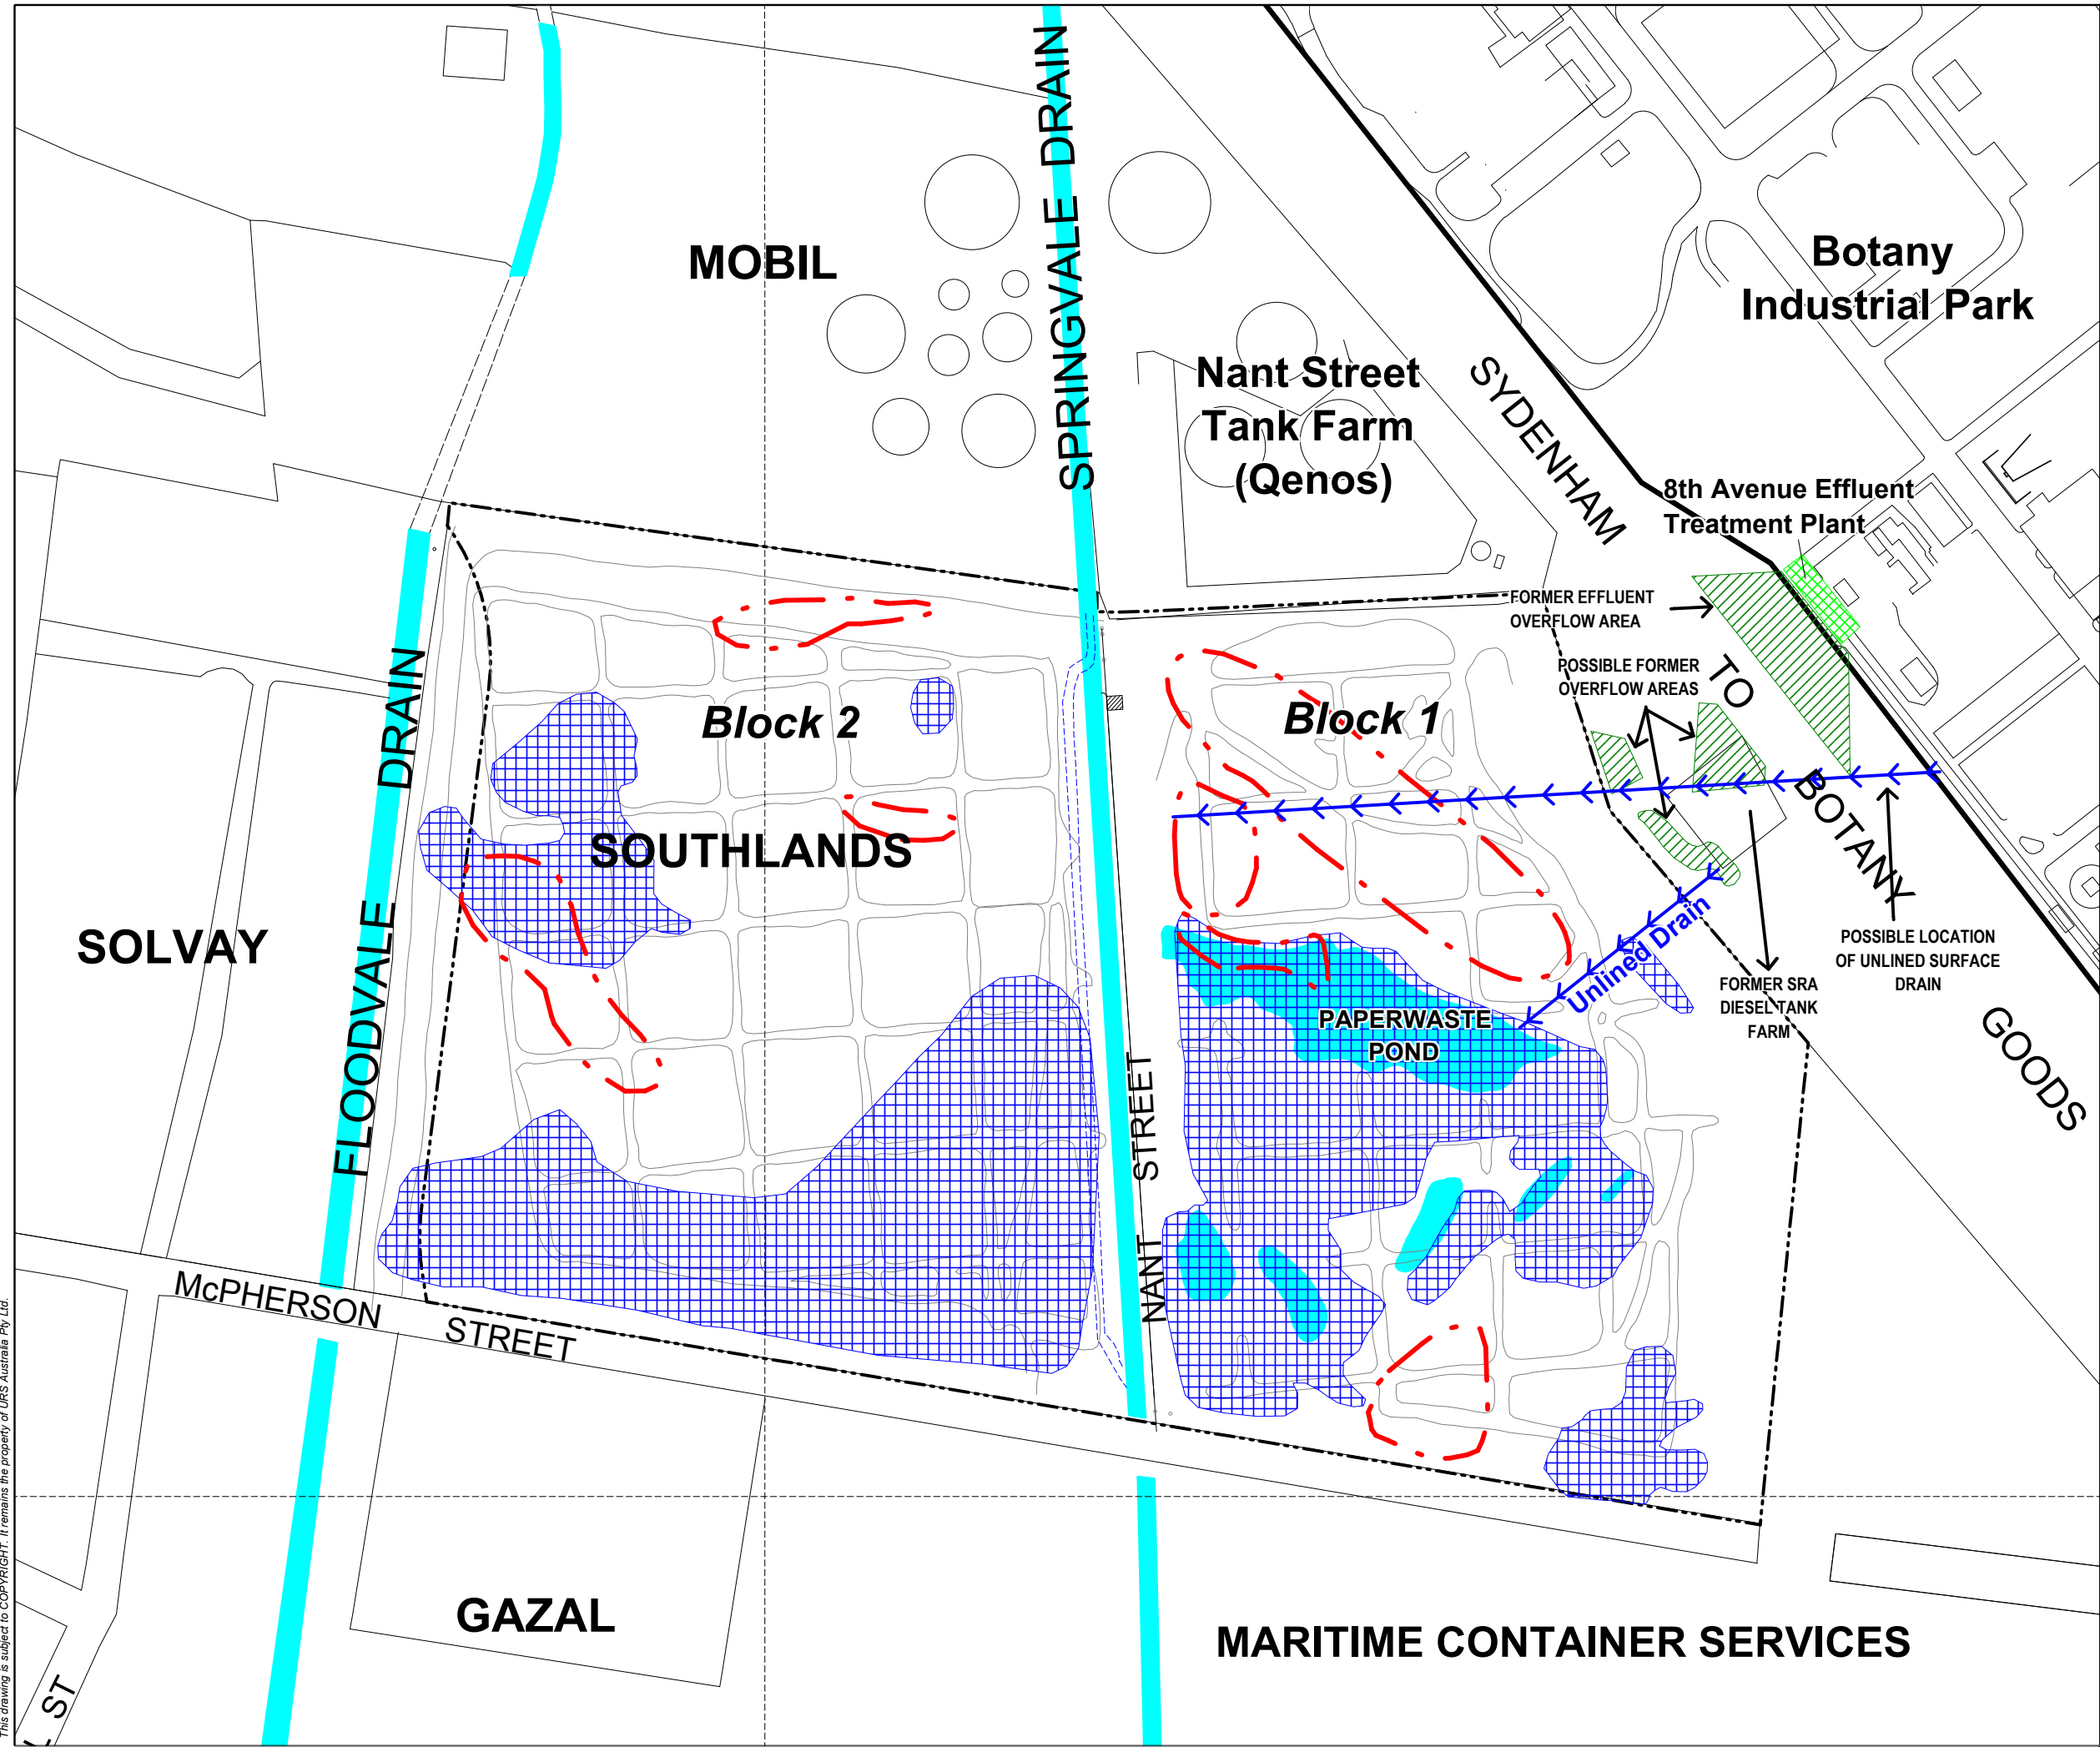 SPRINGVALE DRAIN
MOBIL
Botany
Industrial Park
Nant Street
Tank Farm
(Qenos)
SYDENHAM
TO
BOTANY
GOODS
8th Avenue Effluent
Treatment Plant
FORMER EFFLUENT
OVERFLOW AREA
POSSIBLE FORMER
OVERFLOW AREAS
Block 2
Block 1
SOUTHLANDS
FLOODVALE DRAIN
SOLVAY
Unlined Drain
POSSIBLE LOCATION
OF UNLINED SURFACE
DRAIN
FORMER SRA
DIESEL TANK
FARM
PAPERWASTE
POND
NANT STREET
McPHERSON STREET
GAZAL
MARITIME CONTAINER SERVICES
ST
This drawing is subject to COPYRIGHT. It remains the property of URS Australia Pty Ltd.